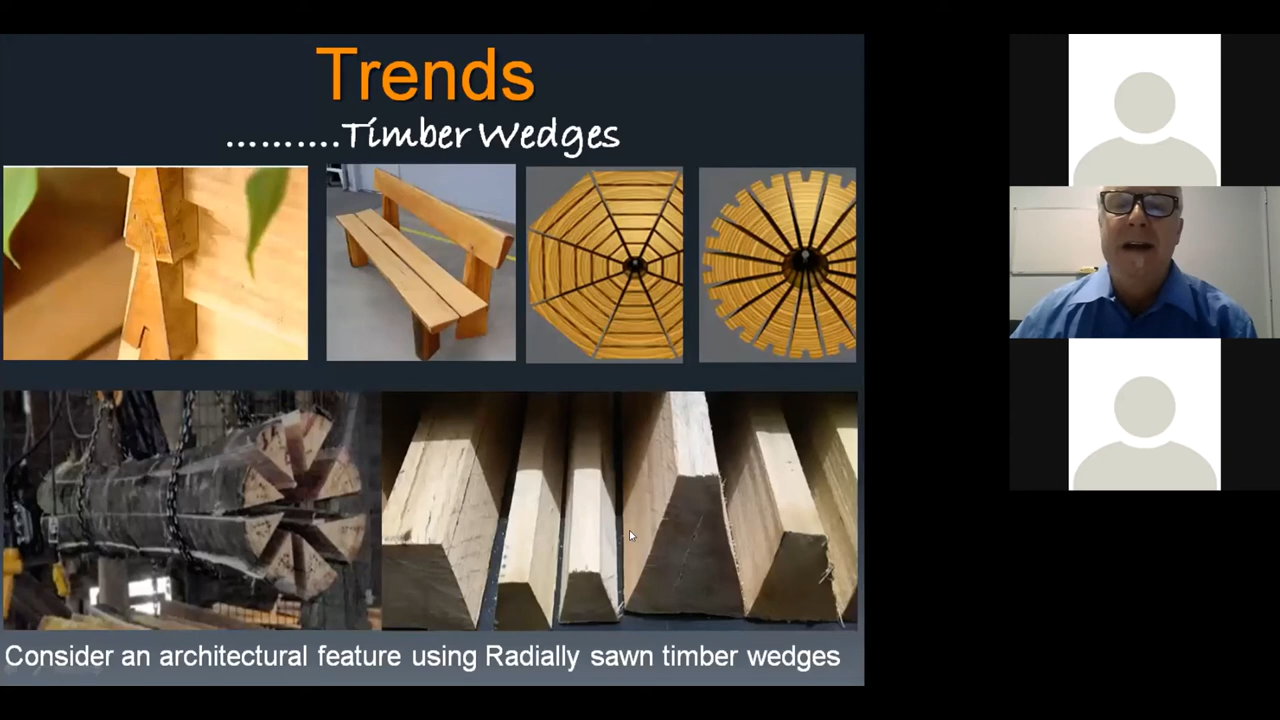 Trends
..........Timber Wedges
Consider an architectural feature using Radially sawn timber wedges